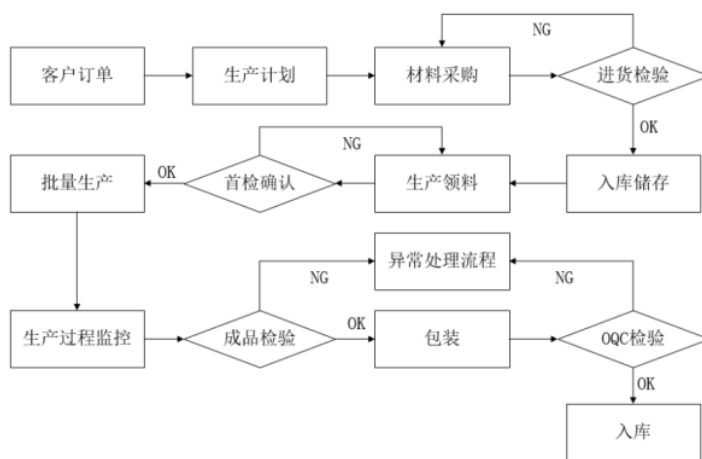 NG
客户订单
生产计划
材料采购
进货检验
OK
NG
批量生产
OK
首检确认
生产领料
入库储存
异常处理流程
NG
NG
生产过程监控
成品检验
OK
包装
OQC检验
OK
入库